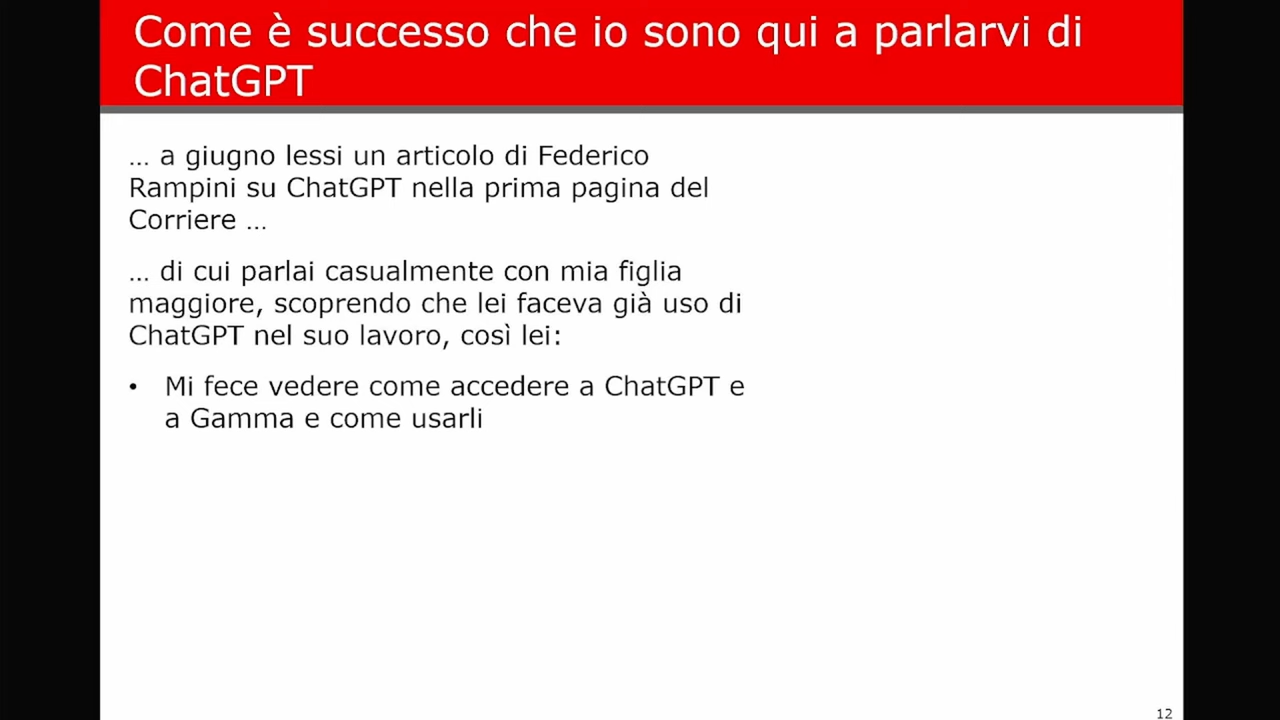 Come è successo che io sono qui a parlarvi di
ChatGPT
… a giugno lessi un articolo di Federico
Rampini su ChatGPT nella prima pagina del
Corriere …
… di cui parlai casualmente con mia figlia
maggiore, scoprendo che lei faceva già uso di
ChatGPT nel suo lavoro, così lei:
• Mi fece vedere come accedere a ChatGPT e
a Gamma e come usarli
12